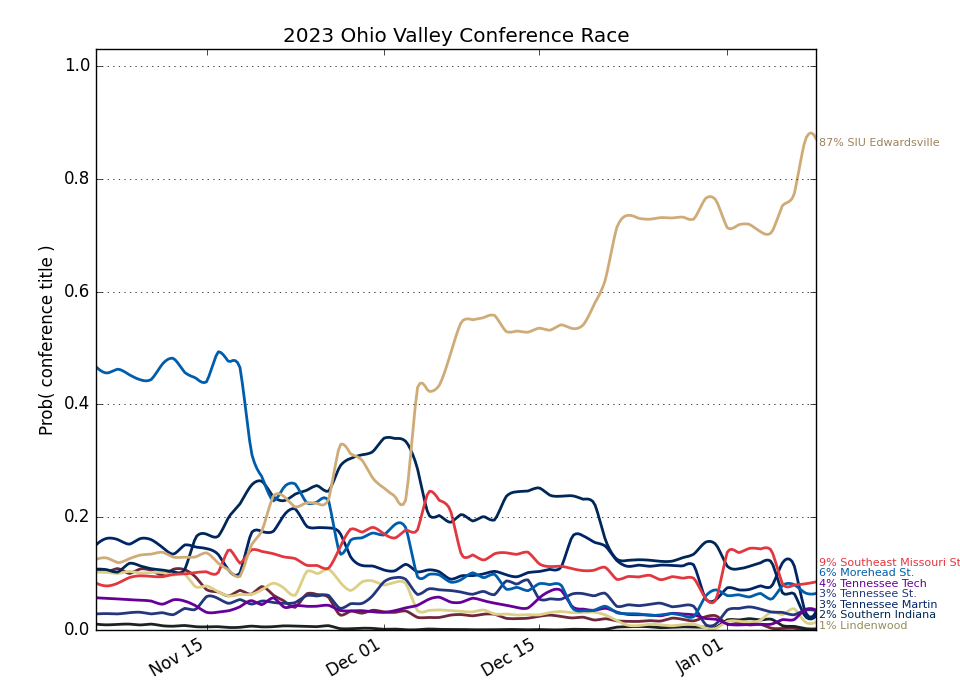 2023 Ohio Valley Conference Race
Prob( conference title )
1.0
0.8
0.6
0.4
0.2
0.0
Nov 15
Dec 01
Dec 15
Jan 01
87% SIU Edwardsville
9% Southeast Missouri St
6% Morehead St.
4% Tennessee Tech
3% Tennessee St.
3% Tennessee Martin
2% Southern Indiana
1% Lindenwood